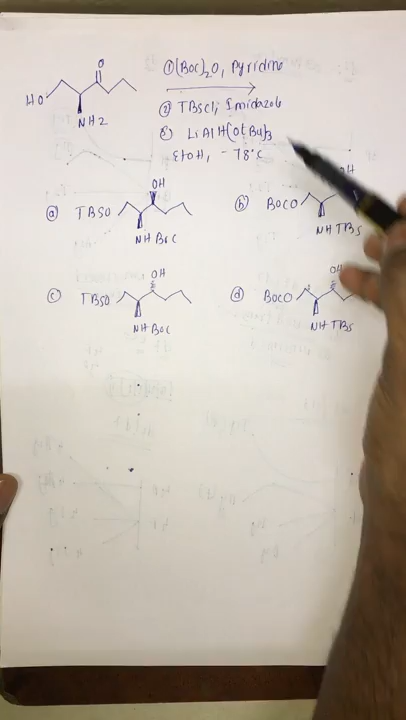 O
HO
NH2
① (Boc)2O, Pyridine
② TBSCl, Imidazole
③ LiAlH(OtBu)3
EtOH, -78°c
ⓐ TBSO OH
NHBoc
ⓑ BOCO OH
NHTBS
ⓒ TBSO OH
NHBoc
ⓓ BOCO OH
NHTBS